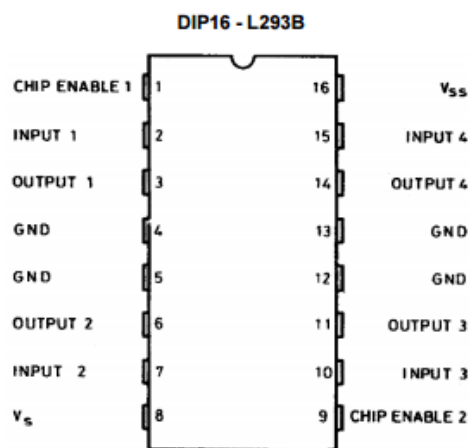 DIP16 - L293B
CHIP ENABLE 1 1 16 VSS
INPUT 1 2 15 INPUT 4
OUTPUT 1 3 14 OUTPUT 4
GND 4 13 GND
GND 5 12 GND
OUTPUT 2 6 11 OUTPUT 3
INPUT 2 7 10 INPUT 3
Vs 8 9 CHIP ENABLE 2